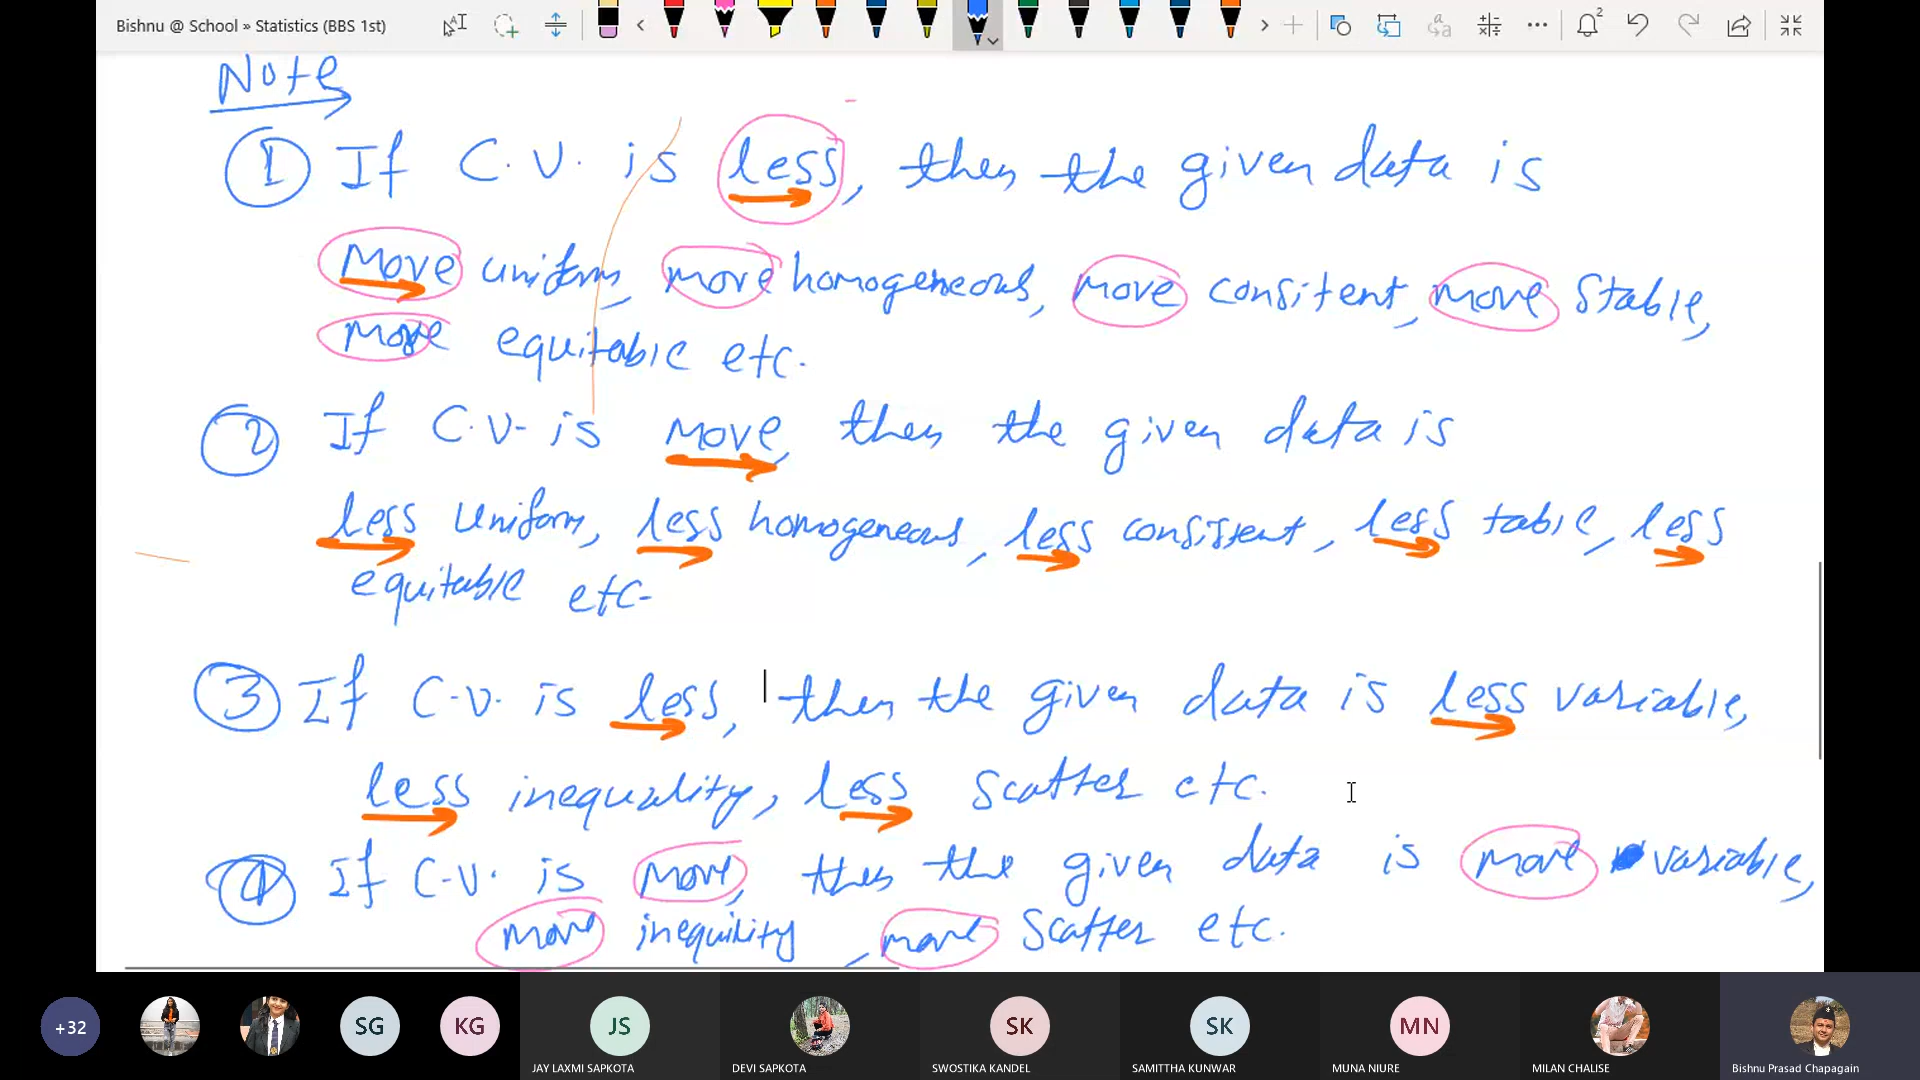 Bishnu @ School » Statistics (BBS 1st)
2
Note
① If C.V. is less, then the given data is
More uniform, more homogeneous, more consitent, more Stable,
More equitable etc.
② If C.V. is more, then the given data is
less Uniform, less homogeneous, less consistent, less table, less
equitable etc.
③ If C.V. is less, then the given data is less variable,
less inequality, less Scatter etc.
④ If C.V. is more, then the given data is more variable,
more inequility, more Scatter etc.
+32
SG
KG
JS
SK
SK
MN
JAY LAXMI SAPKOTA
DEVI SAPKOTA
SWOSTIKA KANDEL
SAMITTHA KUNWAR
MUNA NIURE
MILAN CHALISE
Bishnu Prasad Chapagain